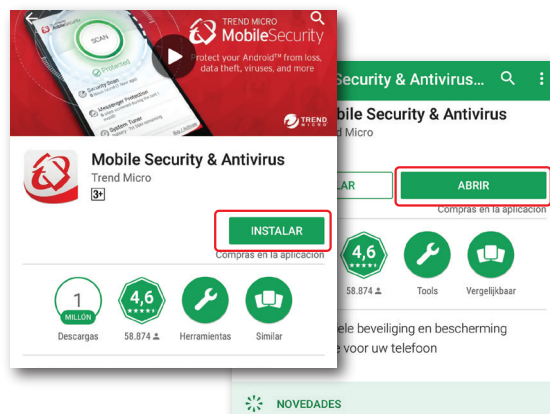 SCAN
Protected
Security Scan
Messenger Protection
System Tuner
TREND MICRO
MobileSecurity
Protect your Android™ from loss,
data theft, viruses, and more
TREND
MICRO
Mobile Security & Antivirus
Trend Micro
3+
INSTALAR
Compras en la aplicación
1
MILLÓN
4,6
Descargas
58.874
Herramientas
Similar
Security & Antivirus...
bile Security & Antivirus
d Micro
LAR
ABRIR
Compras en la aplicación
4,6
58.874
Tools
Vergelijkbaar
ele beveiliging en bescherming
voor uw telefoon
NOVEDADES